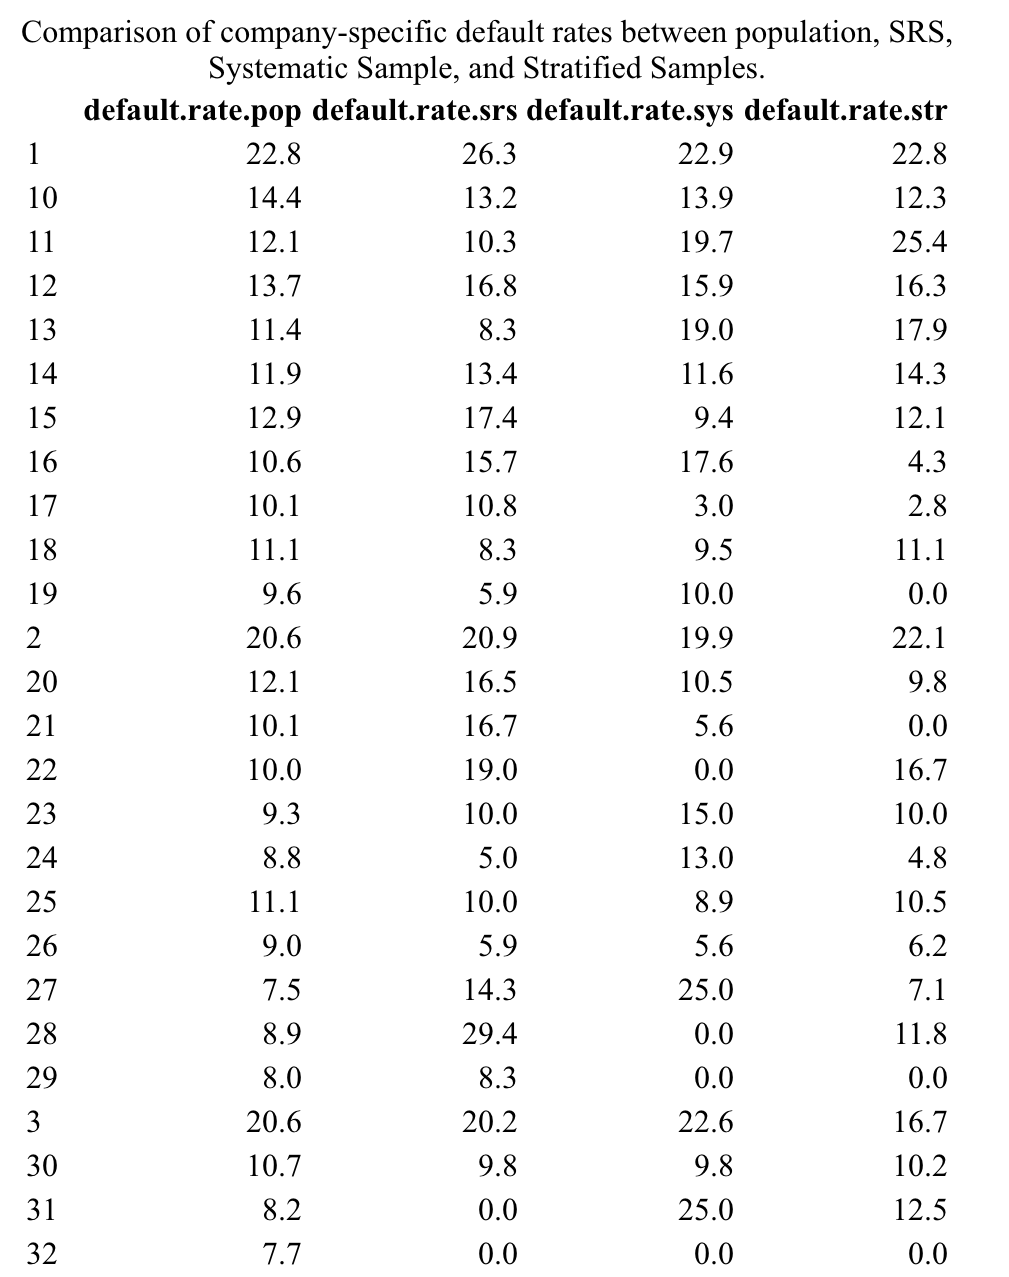 Comparison of company-specific default rates between population, SRS,
Systematic Sample, and Stratified Samples.
default.rate.pop default.rate.srs default.rate.sys default.rate.str
1 22.8 26.3 22.9 22.8
10 14.4 13.2 13.9 12.3
11 12.1 10.3 19.7 25.4
12 13.7 16.8 15.9 16.3
13 11.4 8.3 19.0 17.9
14 11.9 13.4 11.6 14.3
15 12.9 17.4 9.4 12.1
16 10.6 15.7 17.6 4.3
17 10.1 10.8 3.0 2.8
18 11.1 8.3 9.5 11.1
19 9.6 5.9 10.0 0.0
2 20.6 20.9 19.9 22.1
20 12.1 16.5 10.5 9.8
21 10.1 16.7 5.6 0.0
22 10.0 19.0 0.0 16.7
23 9.3 10.0 15.0 10.0
24 8.8 5.0 13.0 4.8
25 11.1 10.0 8.9 10.5
26 9.0 5.9 5.6 6.2
27 7.5 14.3 25.0 7.1
28 8.9 29.4 0.0 11.8
29 8.0 8.3 0.0 0.0
3 20.6 20.2 22.6 16.7
30 10.7 9.8 9.8 10.2
31 8.2 0.0 25.0 12.5
32 7.7 0.0 0.0 0.0